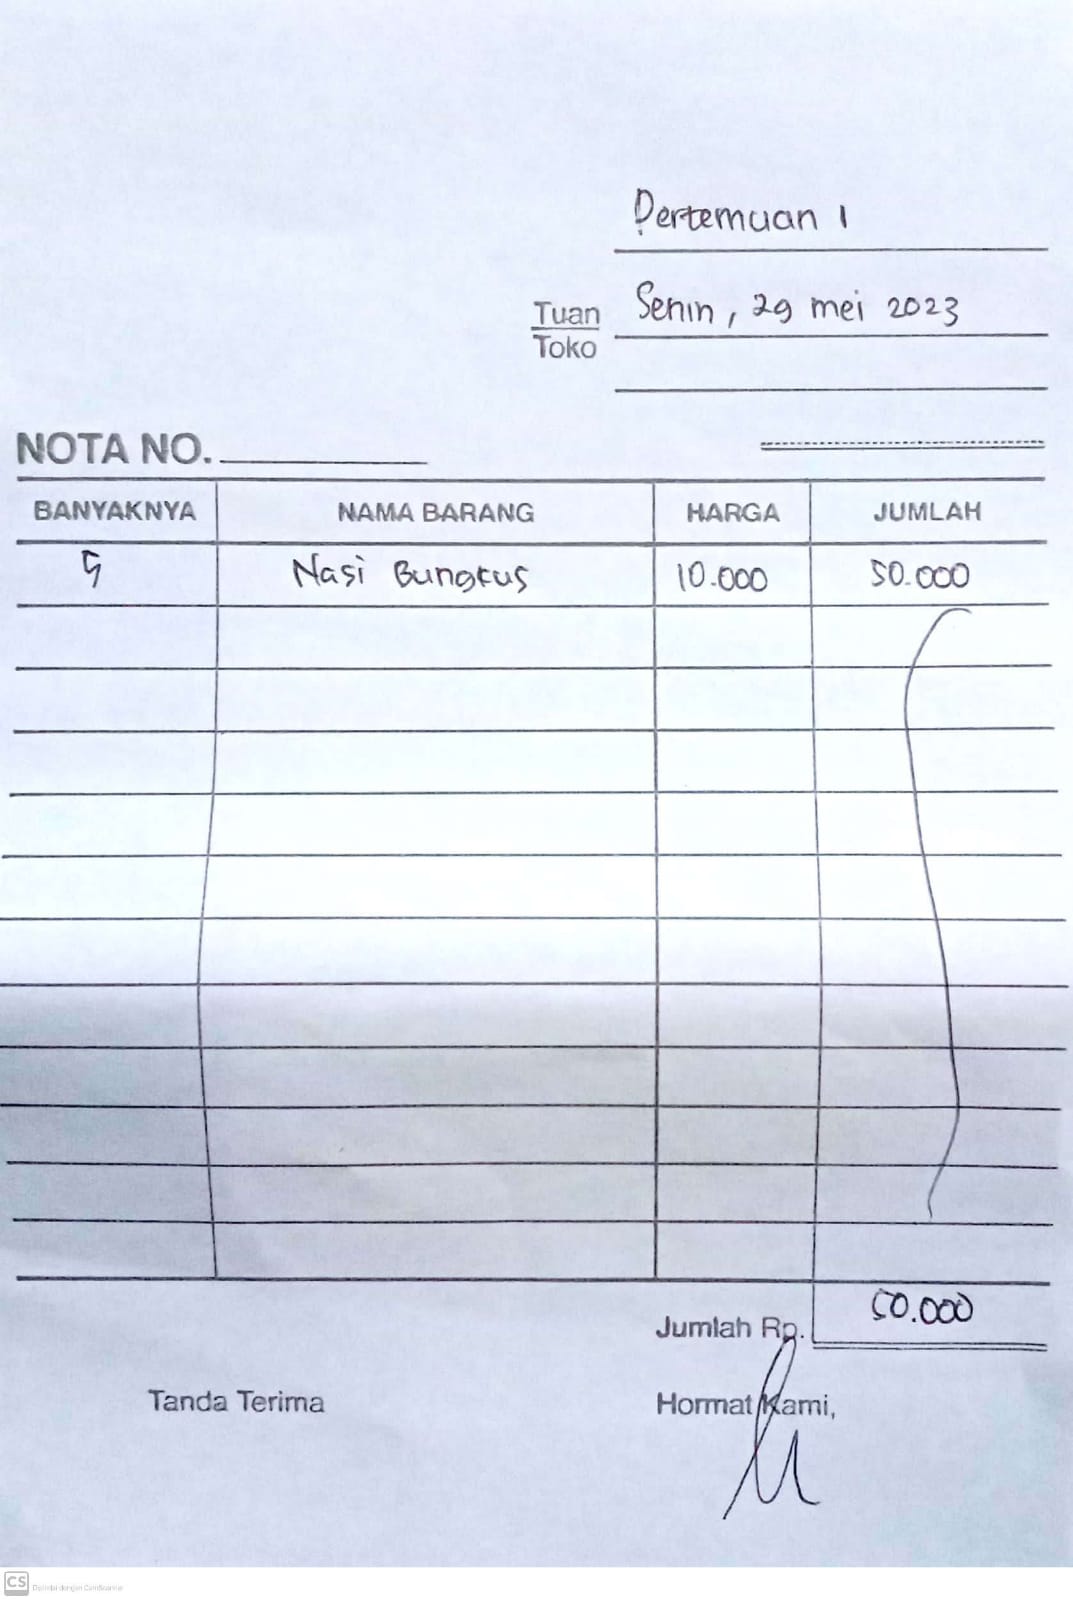 Pertemuan 1
Tuan Senin, 29 mei 2023
Toko
NOTA NO.
BANYAKNYA NAMA BARANG HARGA JUMLAH
5 Nasi Bungkus 10.000 50.000
Jumlah Rp. 50.000
Tanda Terima Hormat Kami,
CS Dipindai dengan CamScanner